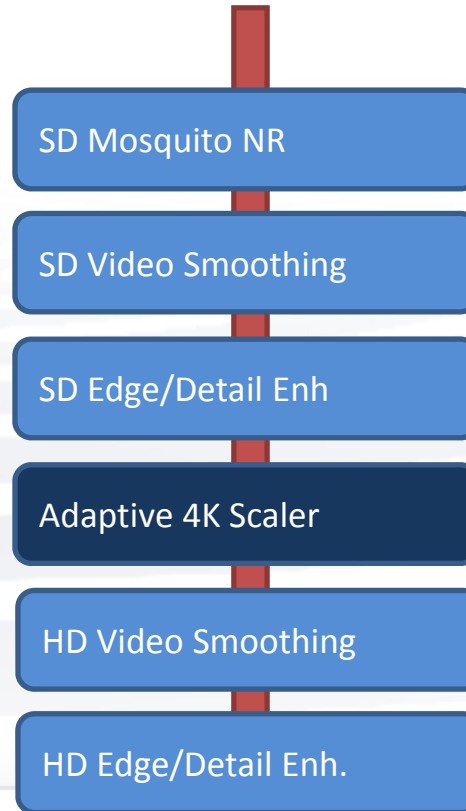 SD Mosquito NR
SD Video Smoothing
SD Edge/Detail Enh
Adaptive 4K Scaler
HD Video Smoothing
HD Edge/Detail Enh.